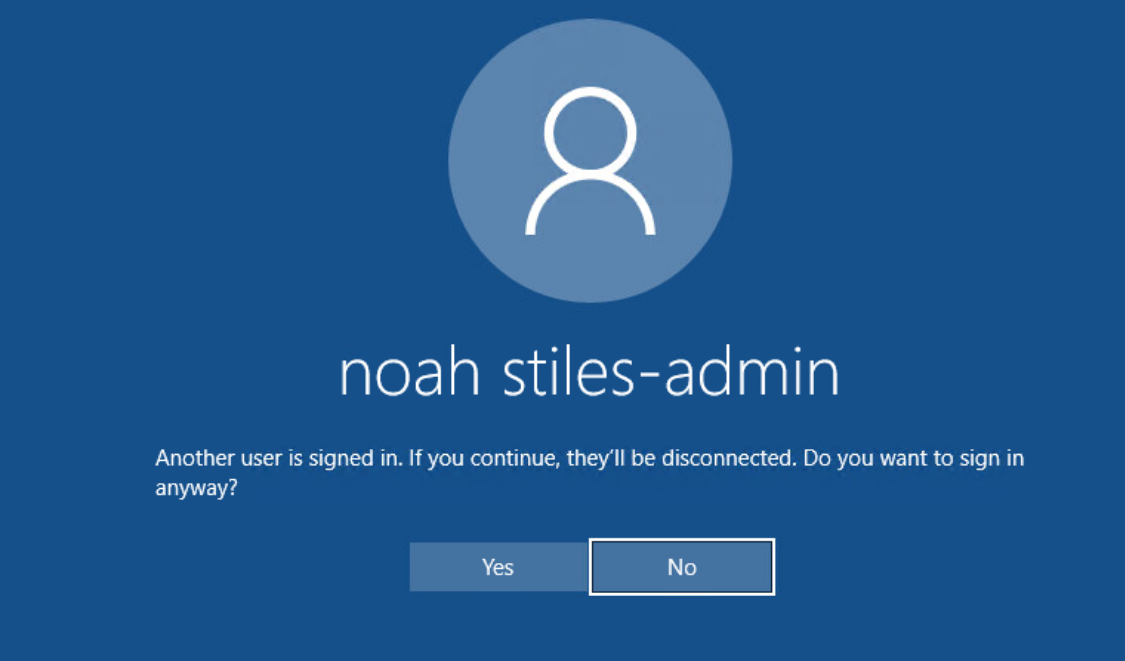 noah stiles-admin
Another user is signed in. If you continue, they'll be disconnected. Do you want to sign in
anyway?
Yes No